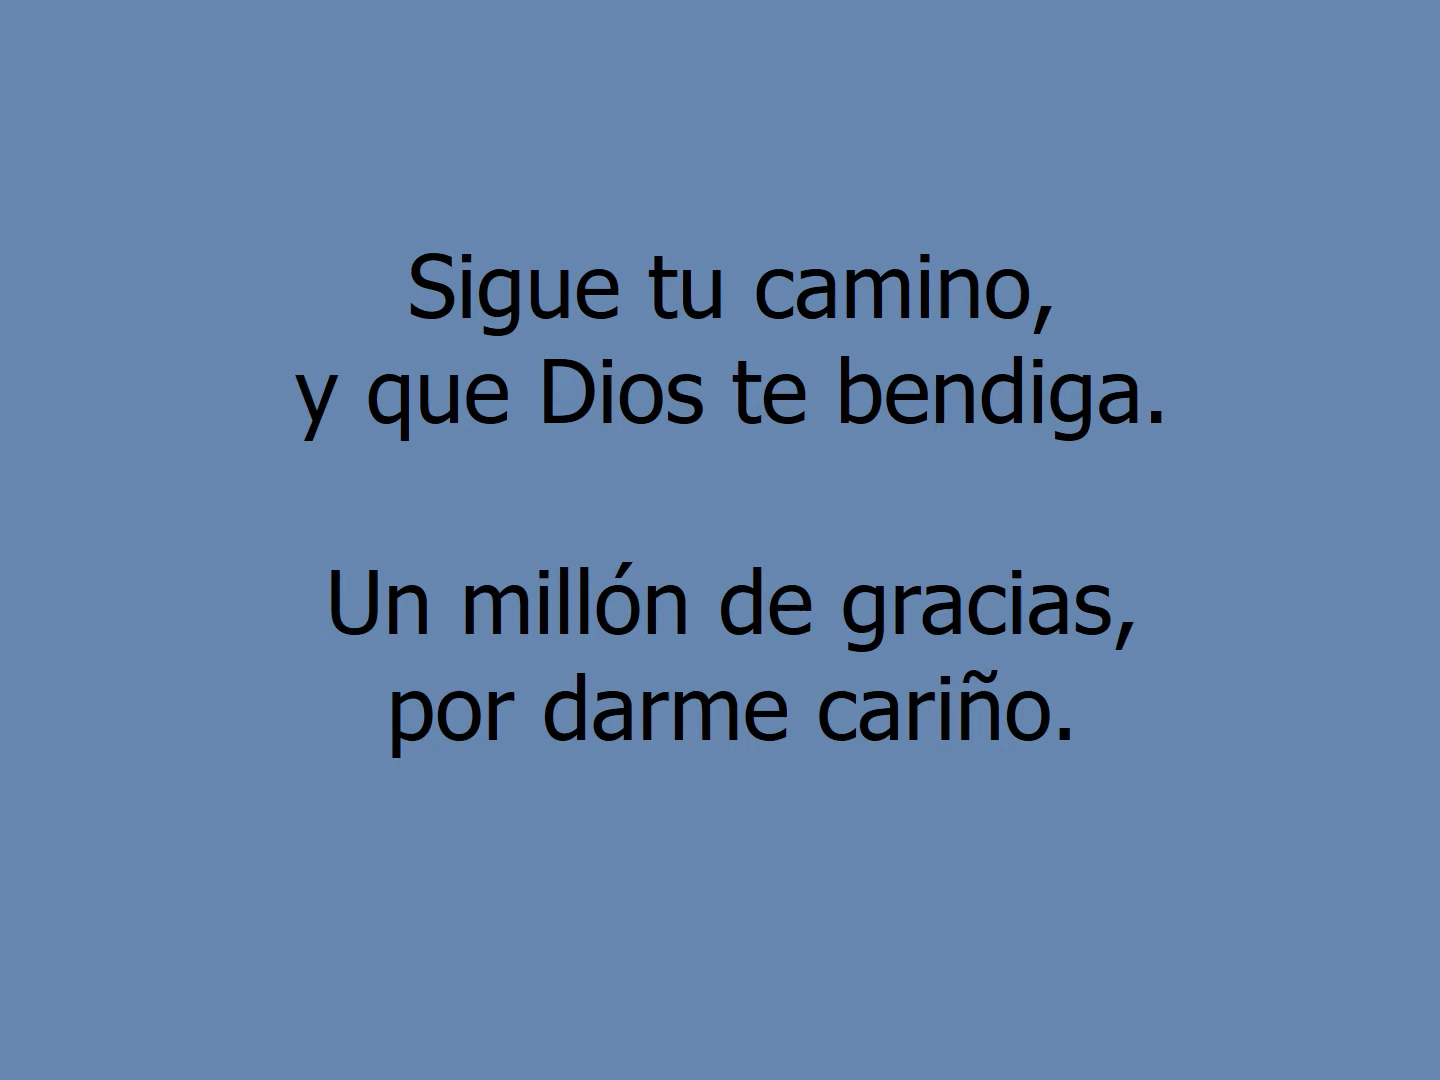 Sigue tu camino,
y que Dios te bendiga.
Un millón de gracias,
por darme cariño.